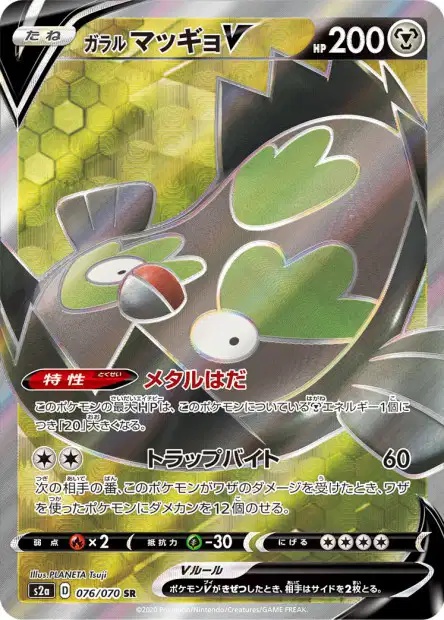 たね ガラル マッギョV HP 200
特性 とくせい メタルはだ
このポケモンの最大HPは、このポケモンについているエネルギー1個に
つき「20」大きくなる。
トラップバイト 60
次の相手の番、このポケモンがワザのダメージを受けたとき、ワザ
を使ったポケモンにダメカンを12個のせる。
弱点 ×2 抵抗力 -30 にげる
Illus.PLANETA Tsuji
Vルール
s2a D 076/070 SR
ポケモンVがきぜつしたとき、相手はサイドを2枚とる。
©2020 Pokémon/Nintendo/Creatures/GAME FREAK.